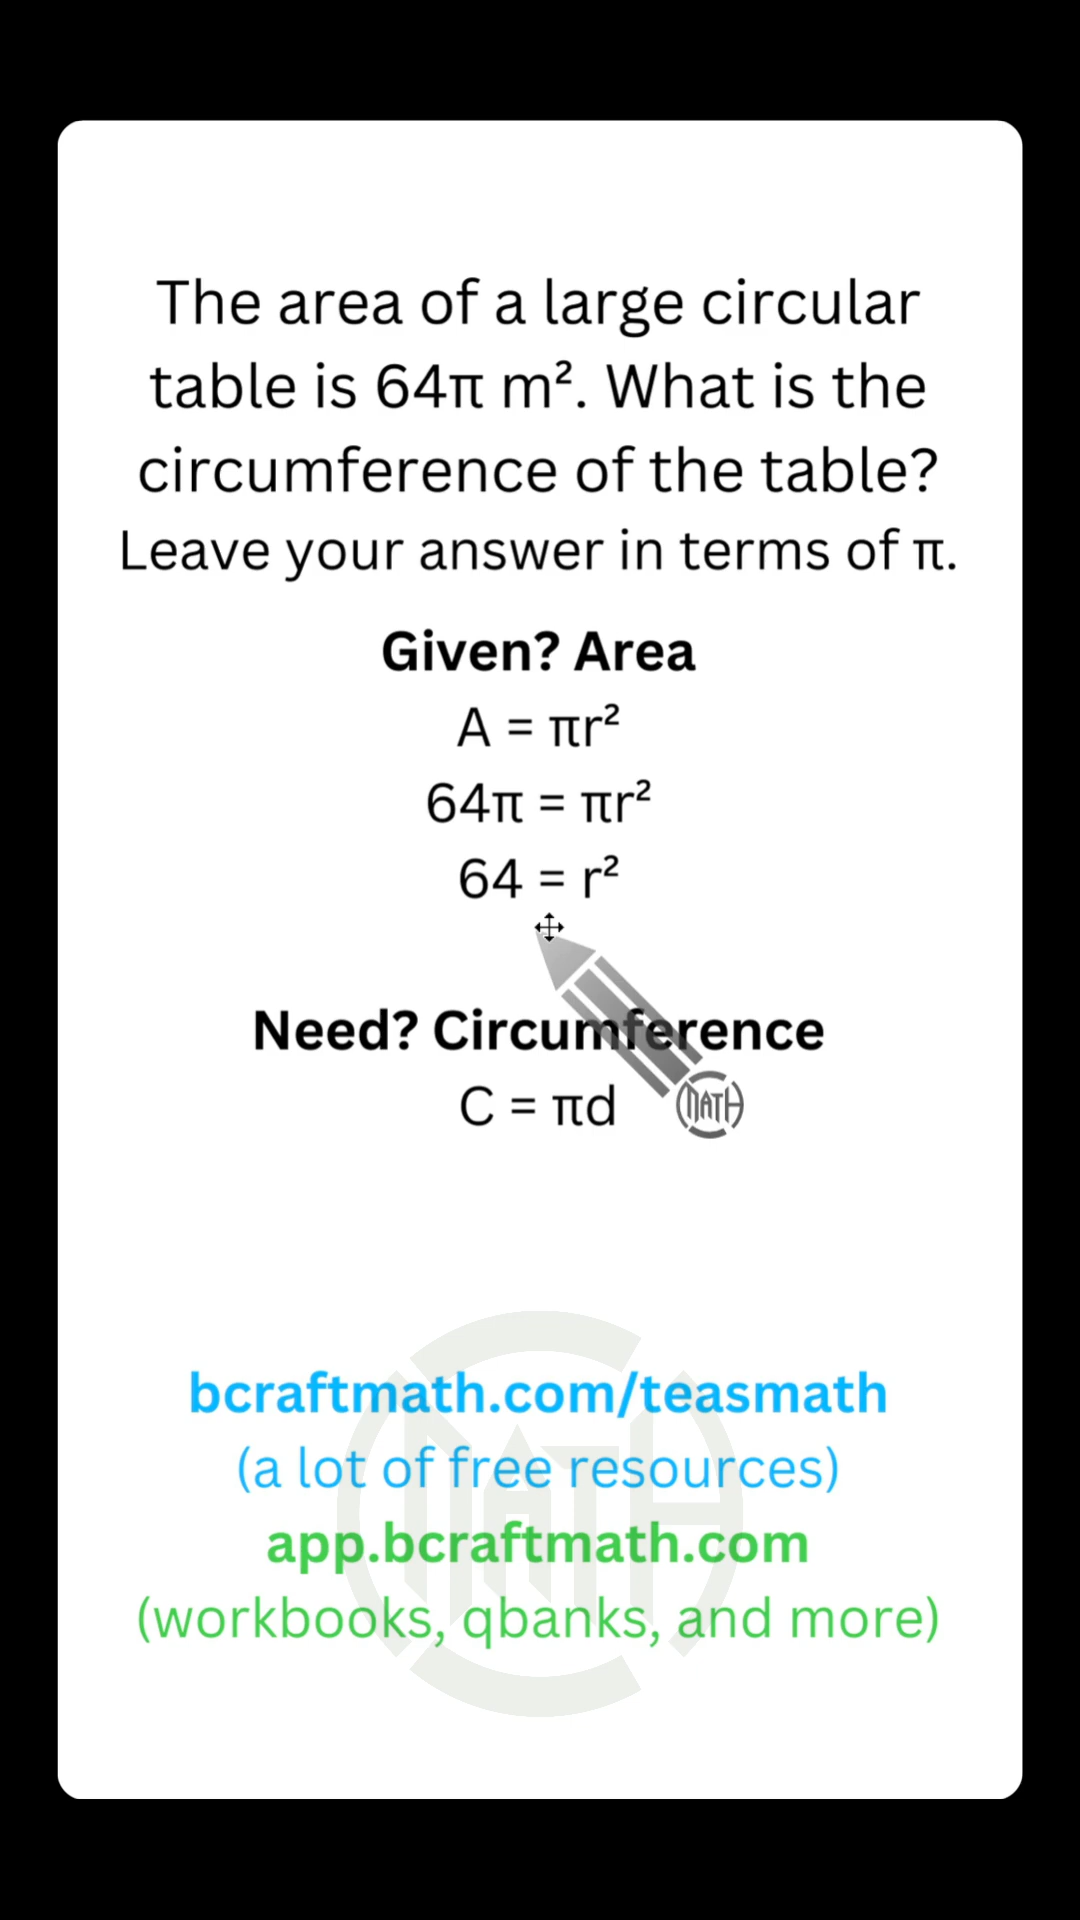 The area of a large circular
table is 64π m². What is the
circumference of the table?
Leave your answer in terms of π.
Given? Area
A = πr²
64π = πr²
64 = r²
Need? Circumference
C = πd
MATH
bcraftmath.com/teasmath
(a lot of free resources)
app.bcraftmath.com
(workbooks, qbanks, and more)
MATH